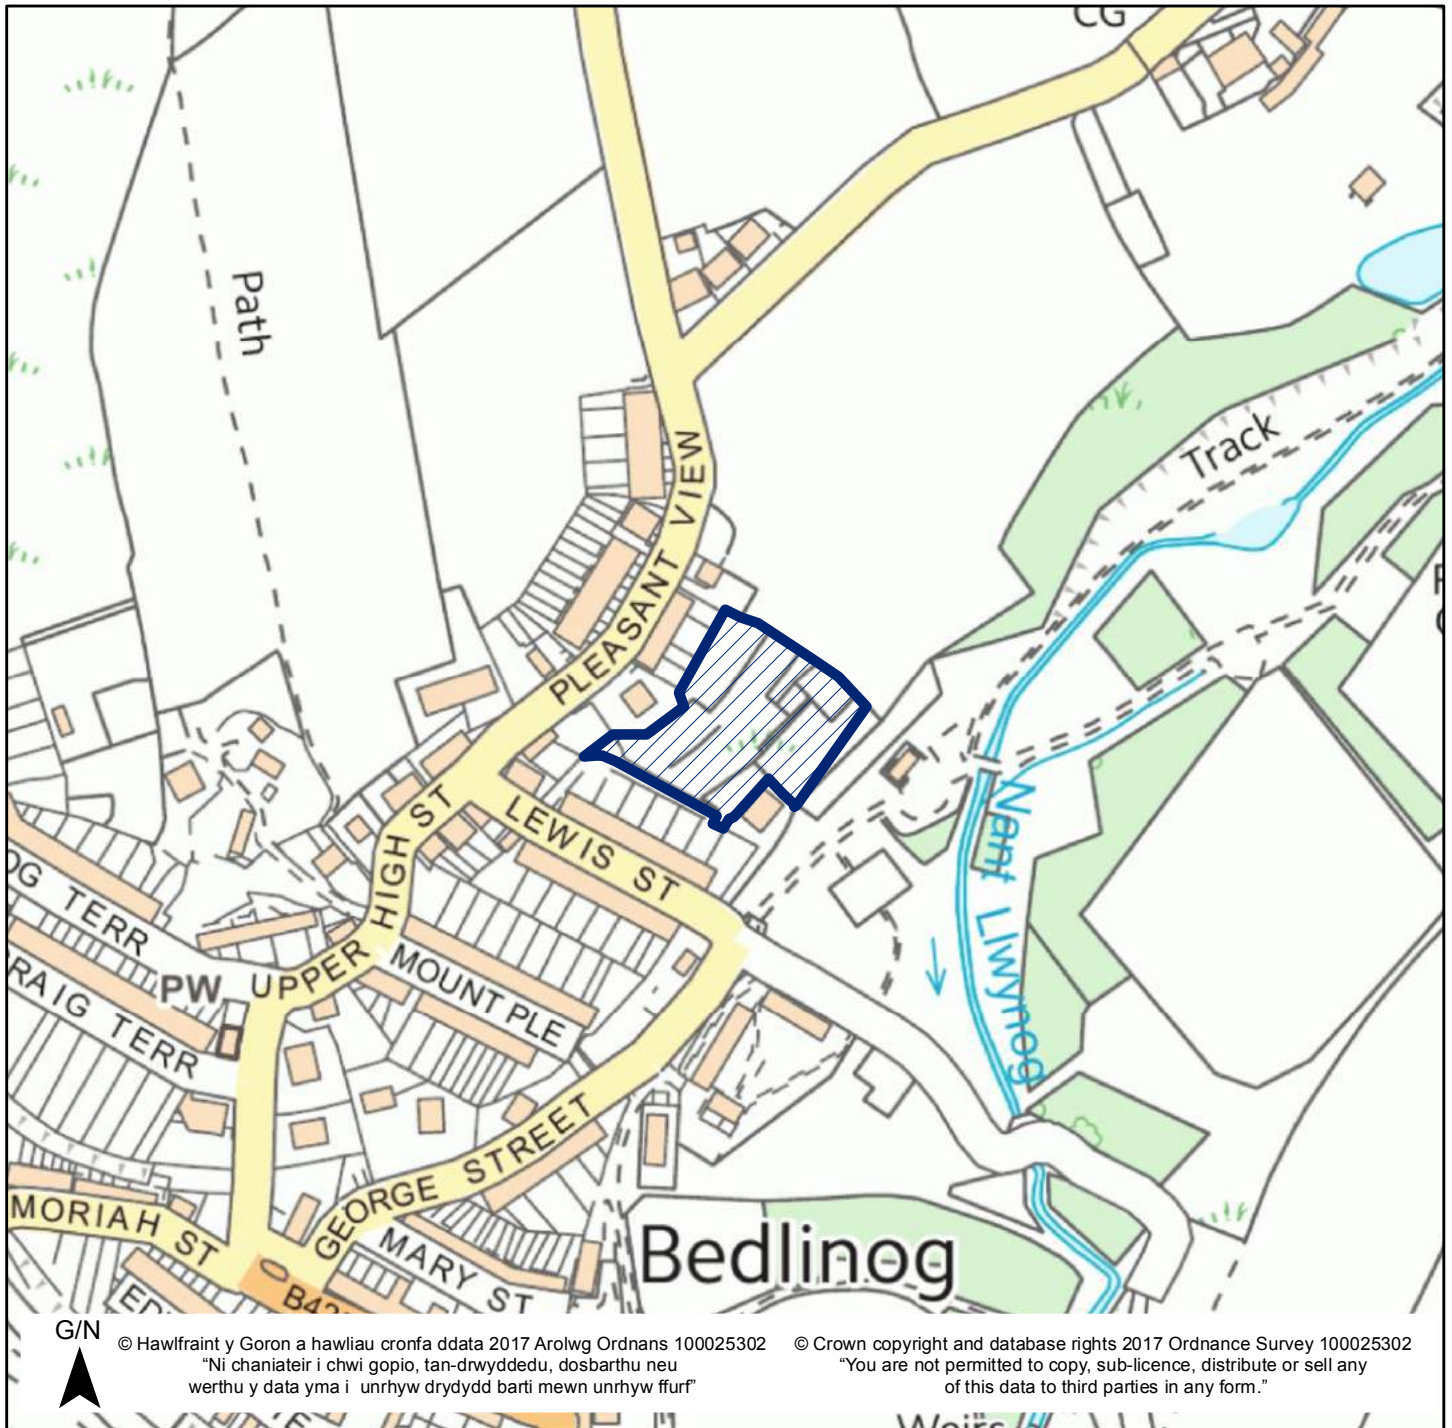 CG
Path
Track
PLEASANT VIEW
LEWIS ST
UPPER HIGH ST
MOUNT PLE
TERR
PW
TERR
GEORGE STREET
MORIAH ST
MARY ST
Nant Llwynog
Bedlinog
G/N
© Hawlfraint y Goron a hawliau cronfa ddata 2017 Arolwg Ordnans 100025302
“Ni chaniateir i chwi gopio, tan-drwyddedu, dosbarthu neu
werthu y data yma i unrhyw drydydd barti mewn unrhyw ffurf”
© Crown copyright and database rights 2017 Ordnance Survey 100025302
“You are not permitted to copy, sub-licence, distribute or sell any
of this data to third parties in any form.”
Weirs